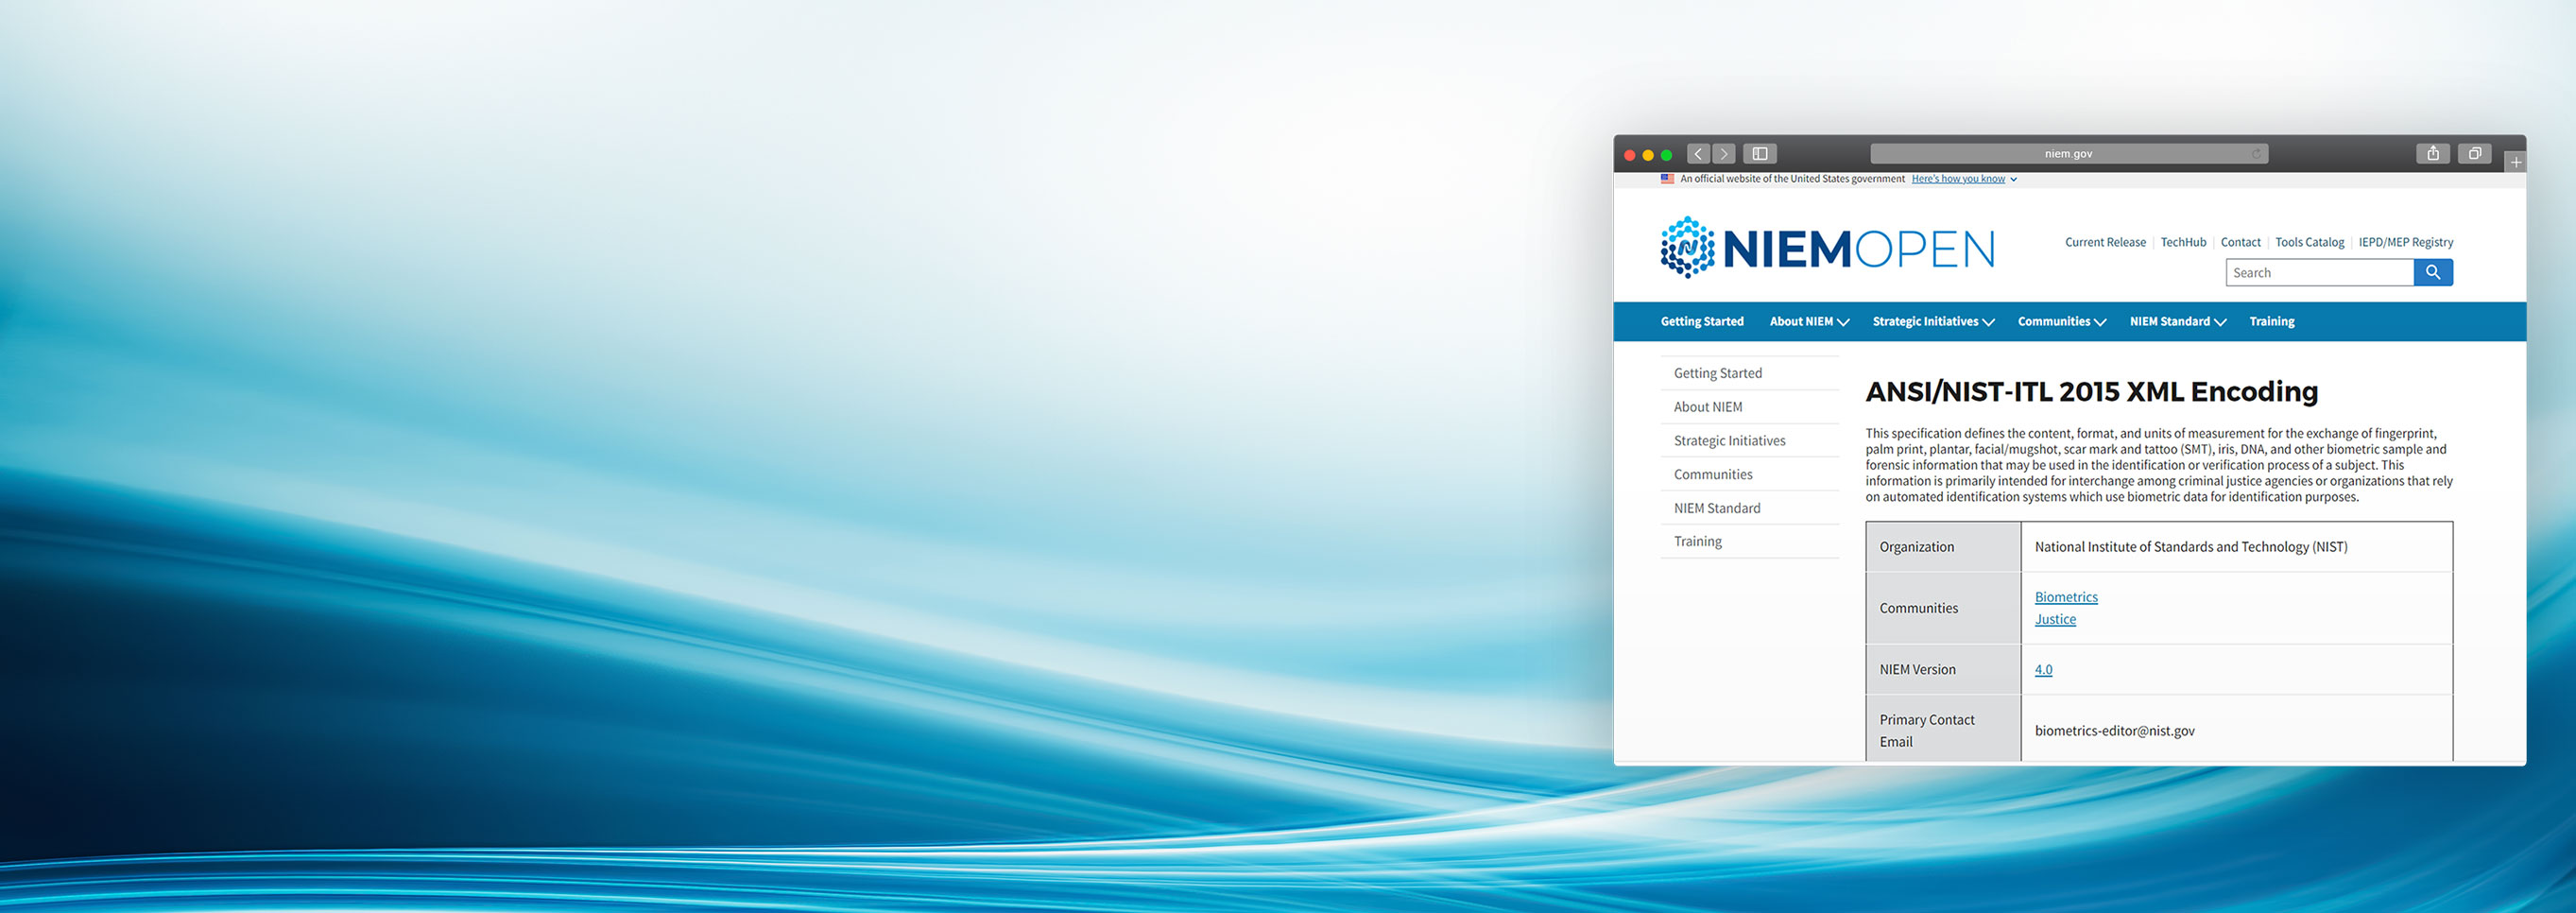 niem.gov
An official website of the United States government Here's how you know
NIEMOPEN
Current Release TechHub Contact Tools Catalog IEPD/MEP Registry
Search
Getting Started About NIEM Strategic Initiatives Communities NIEM Standard Training
Getting Started
About NIEM
Strategic Initiatives
Communities
NIEM Standard
Training
ANSI/NIST-ITL 2015 XML Encoding
This specification defines the content, format, and units of measurement for the exchange of fingerprint,
palm print, plantar, facial/mugshot, scar mark and tattoo (SMT), iris, DNA, and other biometric sample and
forensic information that may be used in the identification or verification process of a subject. This
information is primarily intended for interchange among criminal justice agencies or organizations that rely
on automated identification systems which use biometric data for identification purposes.
Organization National Institute of Standards and Technology (NIST)
Communities Biometrics
Justice
NIEM Version 4.0
Primary Contact
Email biometrics-editor@nist.gov